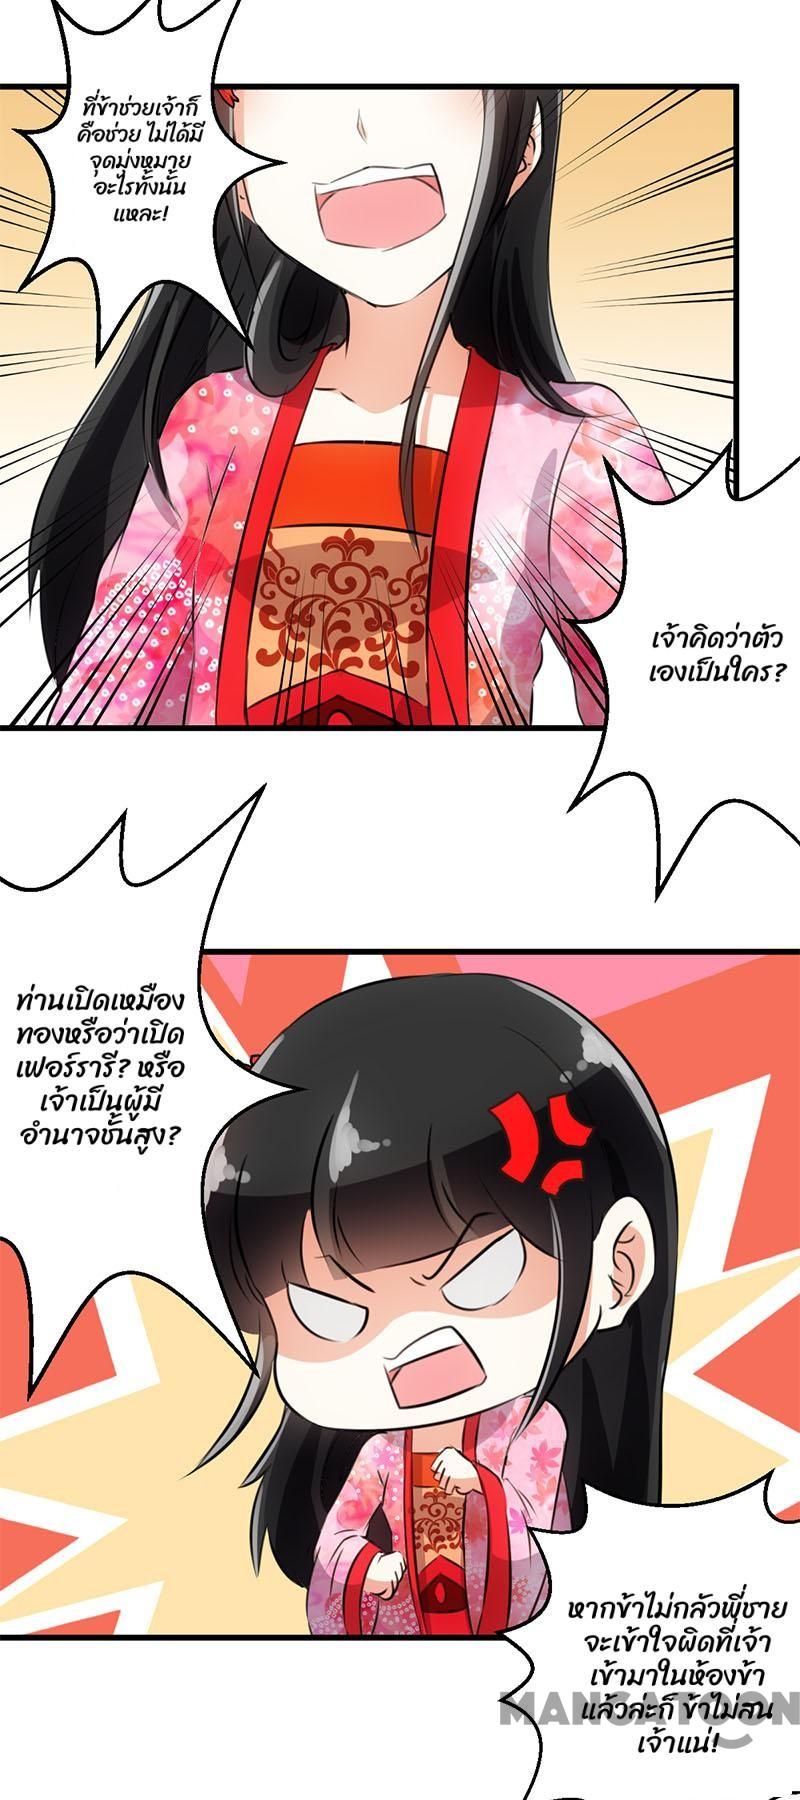 ที่ข้าช่วยเจ้าก็
คือช่วย ไม่ได้มี
จุดมุ่งหมาย
อะไรทั้งนั้น
แหละ!
เจ้าคิดว่าตัว
เองเป็นใคร?
ท่านเปิดเหมือง
ทองหรือว่าเปิด
เฟอร์รารี? หรือ
เจ้าเป็นผู้มี
อำนาจชั้นสูง?
หากข้าไม่กลัวพี่ชาย
จะเข้าใจผิดที่เจ้า
เข้ามาในห้องข้า
แล้วล่ะก็ ข้าไม่สน
เจ้าแน่!
MANGATOON